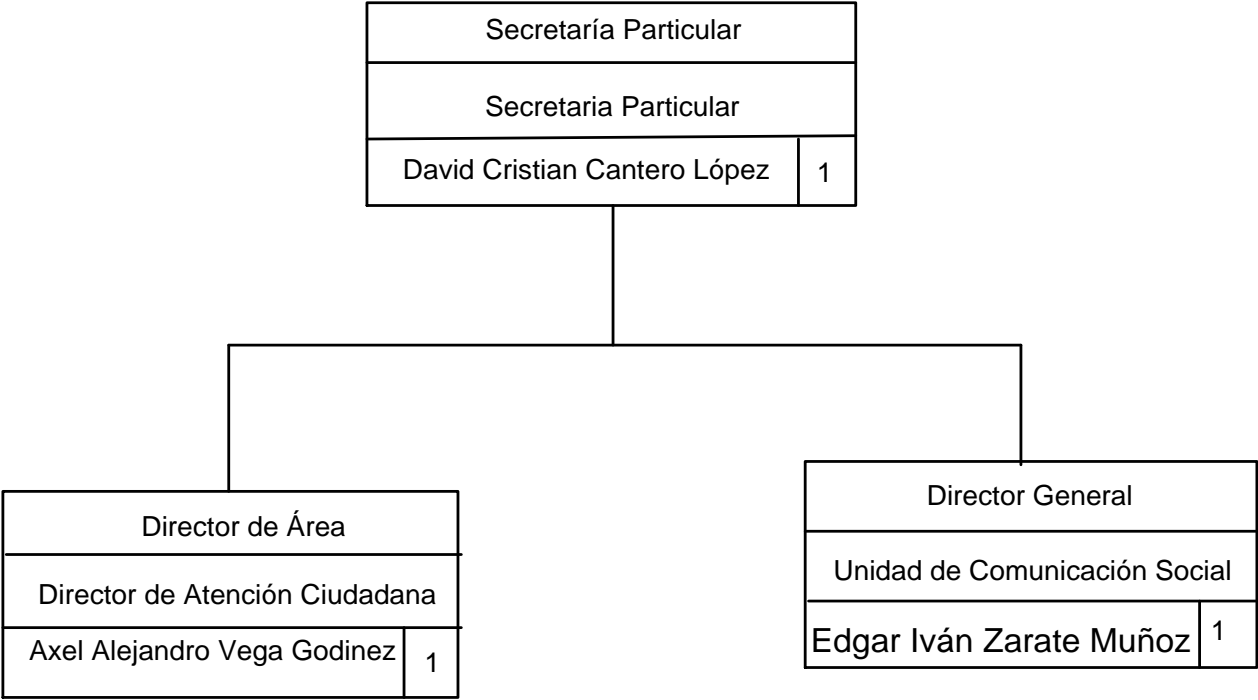 Secretaría Particular
Secretaria Particular
David Cristian Cantero López 1
Director de Área
Director de Atención Ciudadana
Axel Alejandro Vega Godinez 1
Director General
Unidad de Comunicación Social
Edgar Iván Zarate Muñoz 1